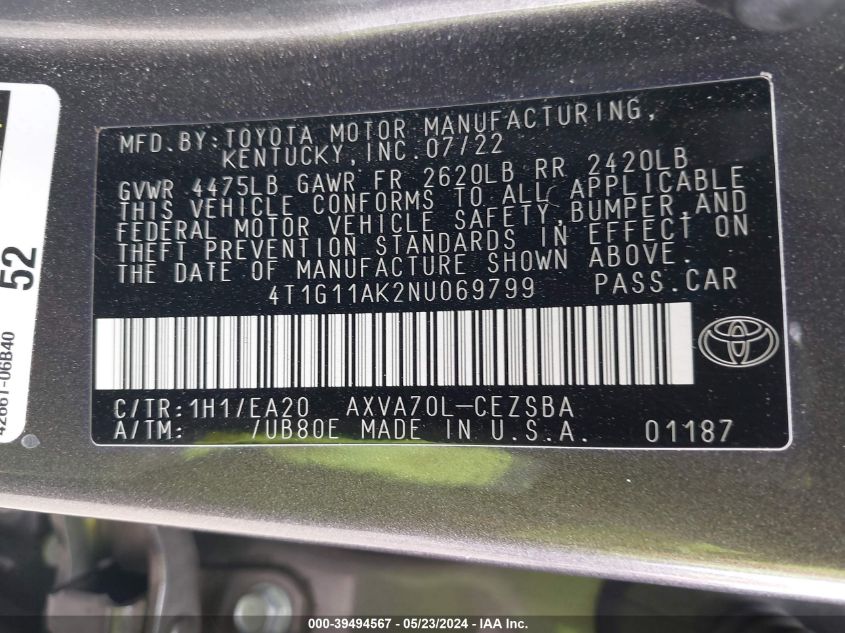 MFD.BY:TOYOTA MOTOR MANUFACTURING,
KENTUCKY, INC. 07/22
GVWR 4475LB GAWR FR 2620LB RR 2420LB
THIS VEHICLE CONFORMS TO ALL APPLICABLE
FEDERAL MOTOR VEHICLE SAFETY, BUMPER, AND
THEFT PREVENTION STANDARDS IN EFFECT ON
THE DATE OF MANUFACTURE SHOWN ABOVE.
4T1G11AK2NU069799 PASS.CAR
C/TR:1H1/EA20 AXVA70L-CEZSBA
A/TM: /UB80E MADE IN U.S.A. 01187
52
42661-06B40
000-39494567 - 05/23/2024 - IAA Inc.